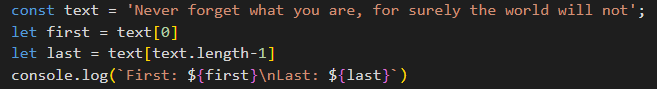 const text = 'Never forget what you are, for surely the world will not';
let first = text[0]
let last = text[text.length-1]
console.log(`First: ${first}\nLast: ${last}`)